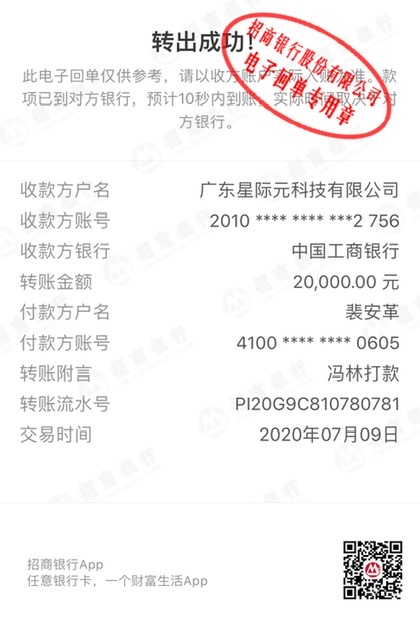 转出成功！
招商银行股份有限公司
电子回单专用章
此电子回单仅供参考，请以收方账户实际入账为准。款
项已到对方银行，预计10秒内到账，实际时间取决于对
方银行。
收款方户名 广东星际元科技有限公司
收款方账号 2010 **** **** ***2 756
收款方银行 中国工商银行
转账金额 20,000.00 元
付款方户名 裴安革
付款方账号 4100 **** **** 0605
转账附言 冯林打款
转账流水号 PI20G9C810780781
交易时间 2020年07月09日
招商银行App
任意银行卡，一个财富生活App